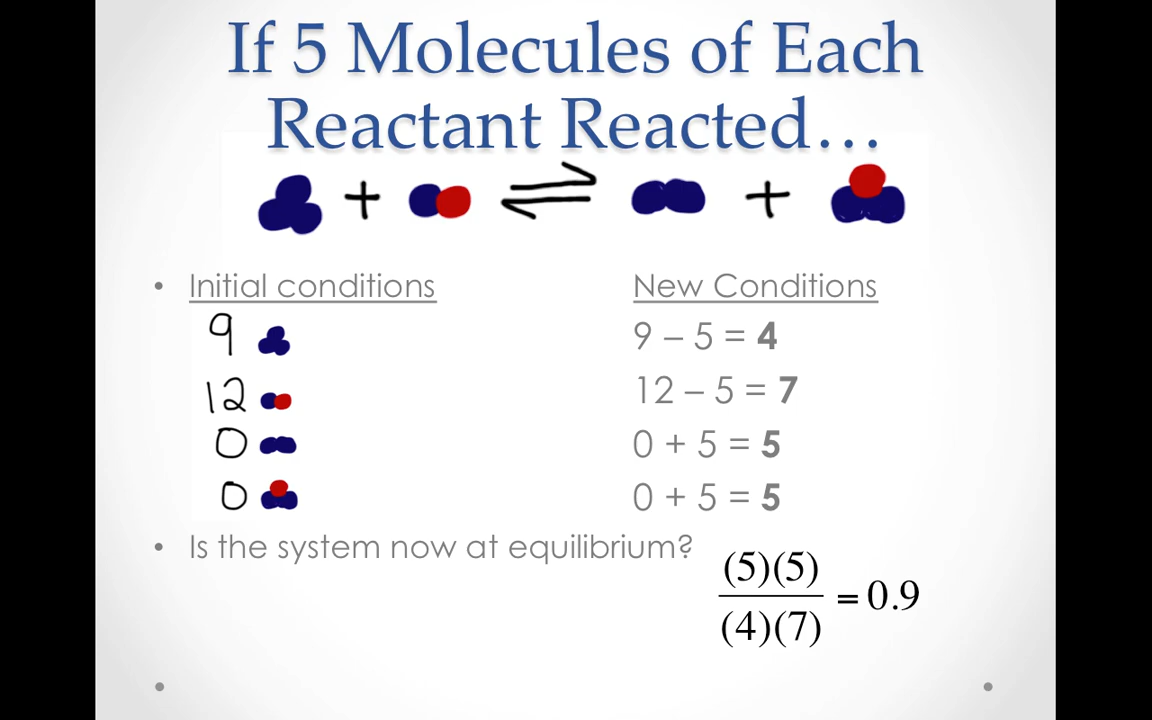 If 5 Molecules of Each
Reactant Reacted…
+ ⇌ +
• Initial conditions
New Conditions
9
9 – 5 = 4
12
12 – 5 = 7
0
0 + 5 = 5
0
0 + 5 = 5
• Is the system now at equilibrium?
(5)(5)
= 0.9
(4)(7)